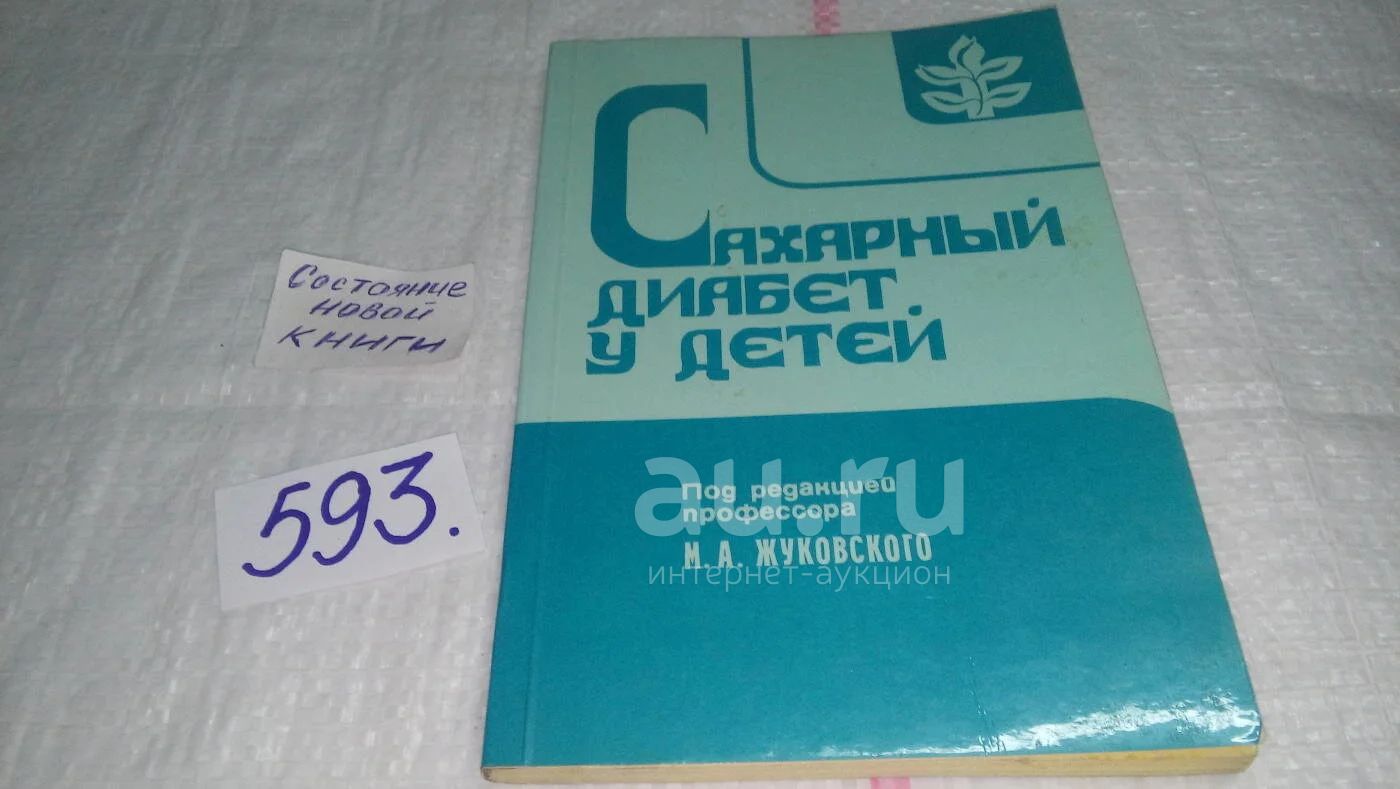 Сахарный
диабет
у детей
Под редакцией
профессора
М. А. ЖУКОВСКОГО
au.ru
интернет-аукцион
Состояние
новой
книги
593.